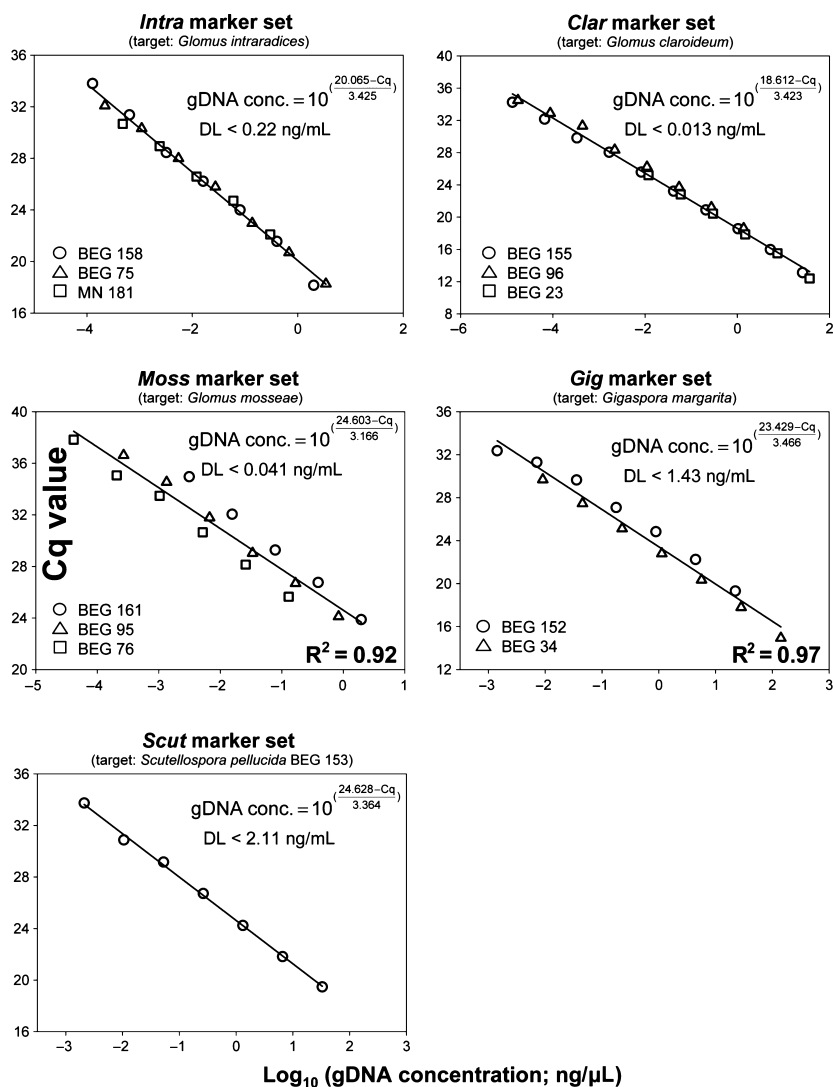 Intra marker set
(target: Glomus intraradices)
36
32
28
24
20
16
gDNA conc. = 10^((20.065–Cq)/3.425)
DL < 0.22 ng/mL
BEG 158
BEG 75
MN 181
–4 –2 0 2
Clar marker set
(target: Glomus claroideum)
40
36
32
28
24
20
16
12
8
gDNA conc. = 10^((18.612–Cq)/3.423)
DL < 0.013 ng/mL
BEG 155
BEG 96
BEG 23
–6 –4 –2 0 2
Moss marker set
(target: Glomus mosseae)
40
36
32
28
24
20
Cq value
gDNA conc. = 10^((24.603–Cq)/3.166)
DL < 0.041 ng/mL
BEG 161
BEG 95
BEG 76
R² = 0.92
–5 –4 –3 –2 –1 0 1
Gig marker set
(target: Gigaspora margarita)
36
32
28
24
20
16
12
gDNA conc. = 10^((23.429–Cq)/3.466)
DL < 1.43 ng/mL
BEG 152
BEG 34
R² = 0.97
–3 –2 –1 0 1 2 3
Scut marker set
(target: Scutellospora pellucida BEG 153)
36
32
28
24
20
16
gDNA conc. = 10^((24.628–Cq)/3.364)
DL < 2.11 ng/mL
–3 –2 –1 0 1 2 3
Log₁₀ (gDNA concentration; ng/µL)